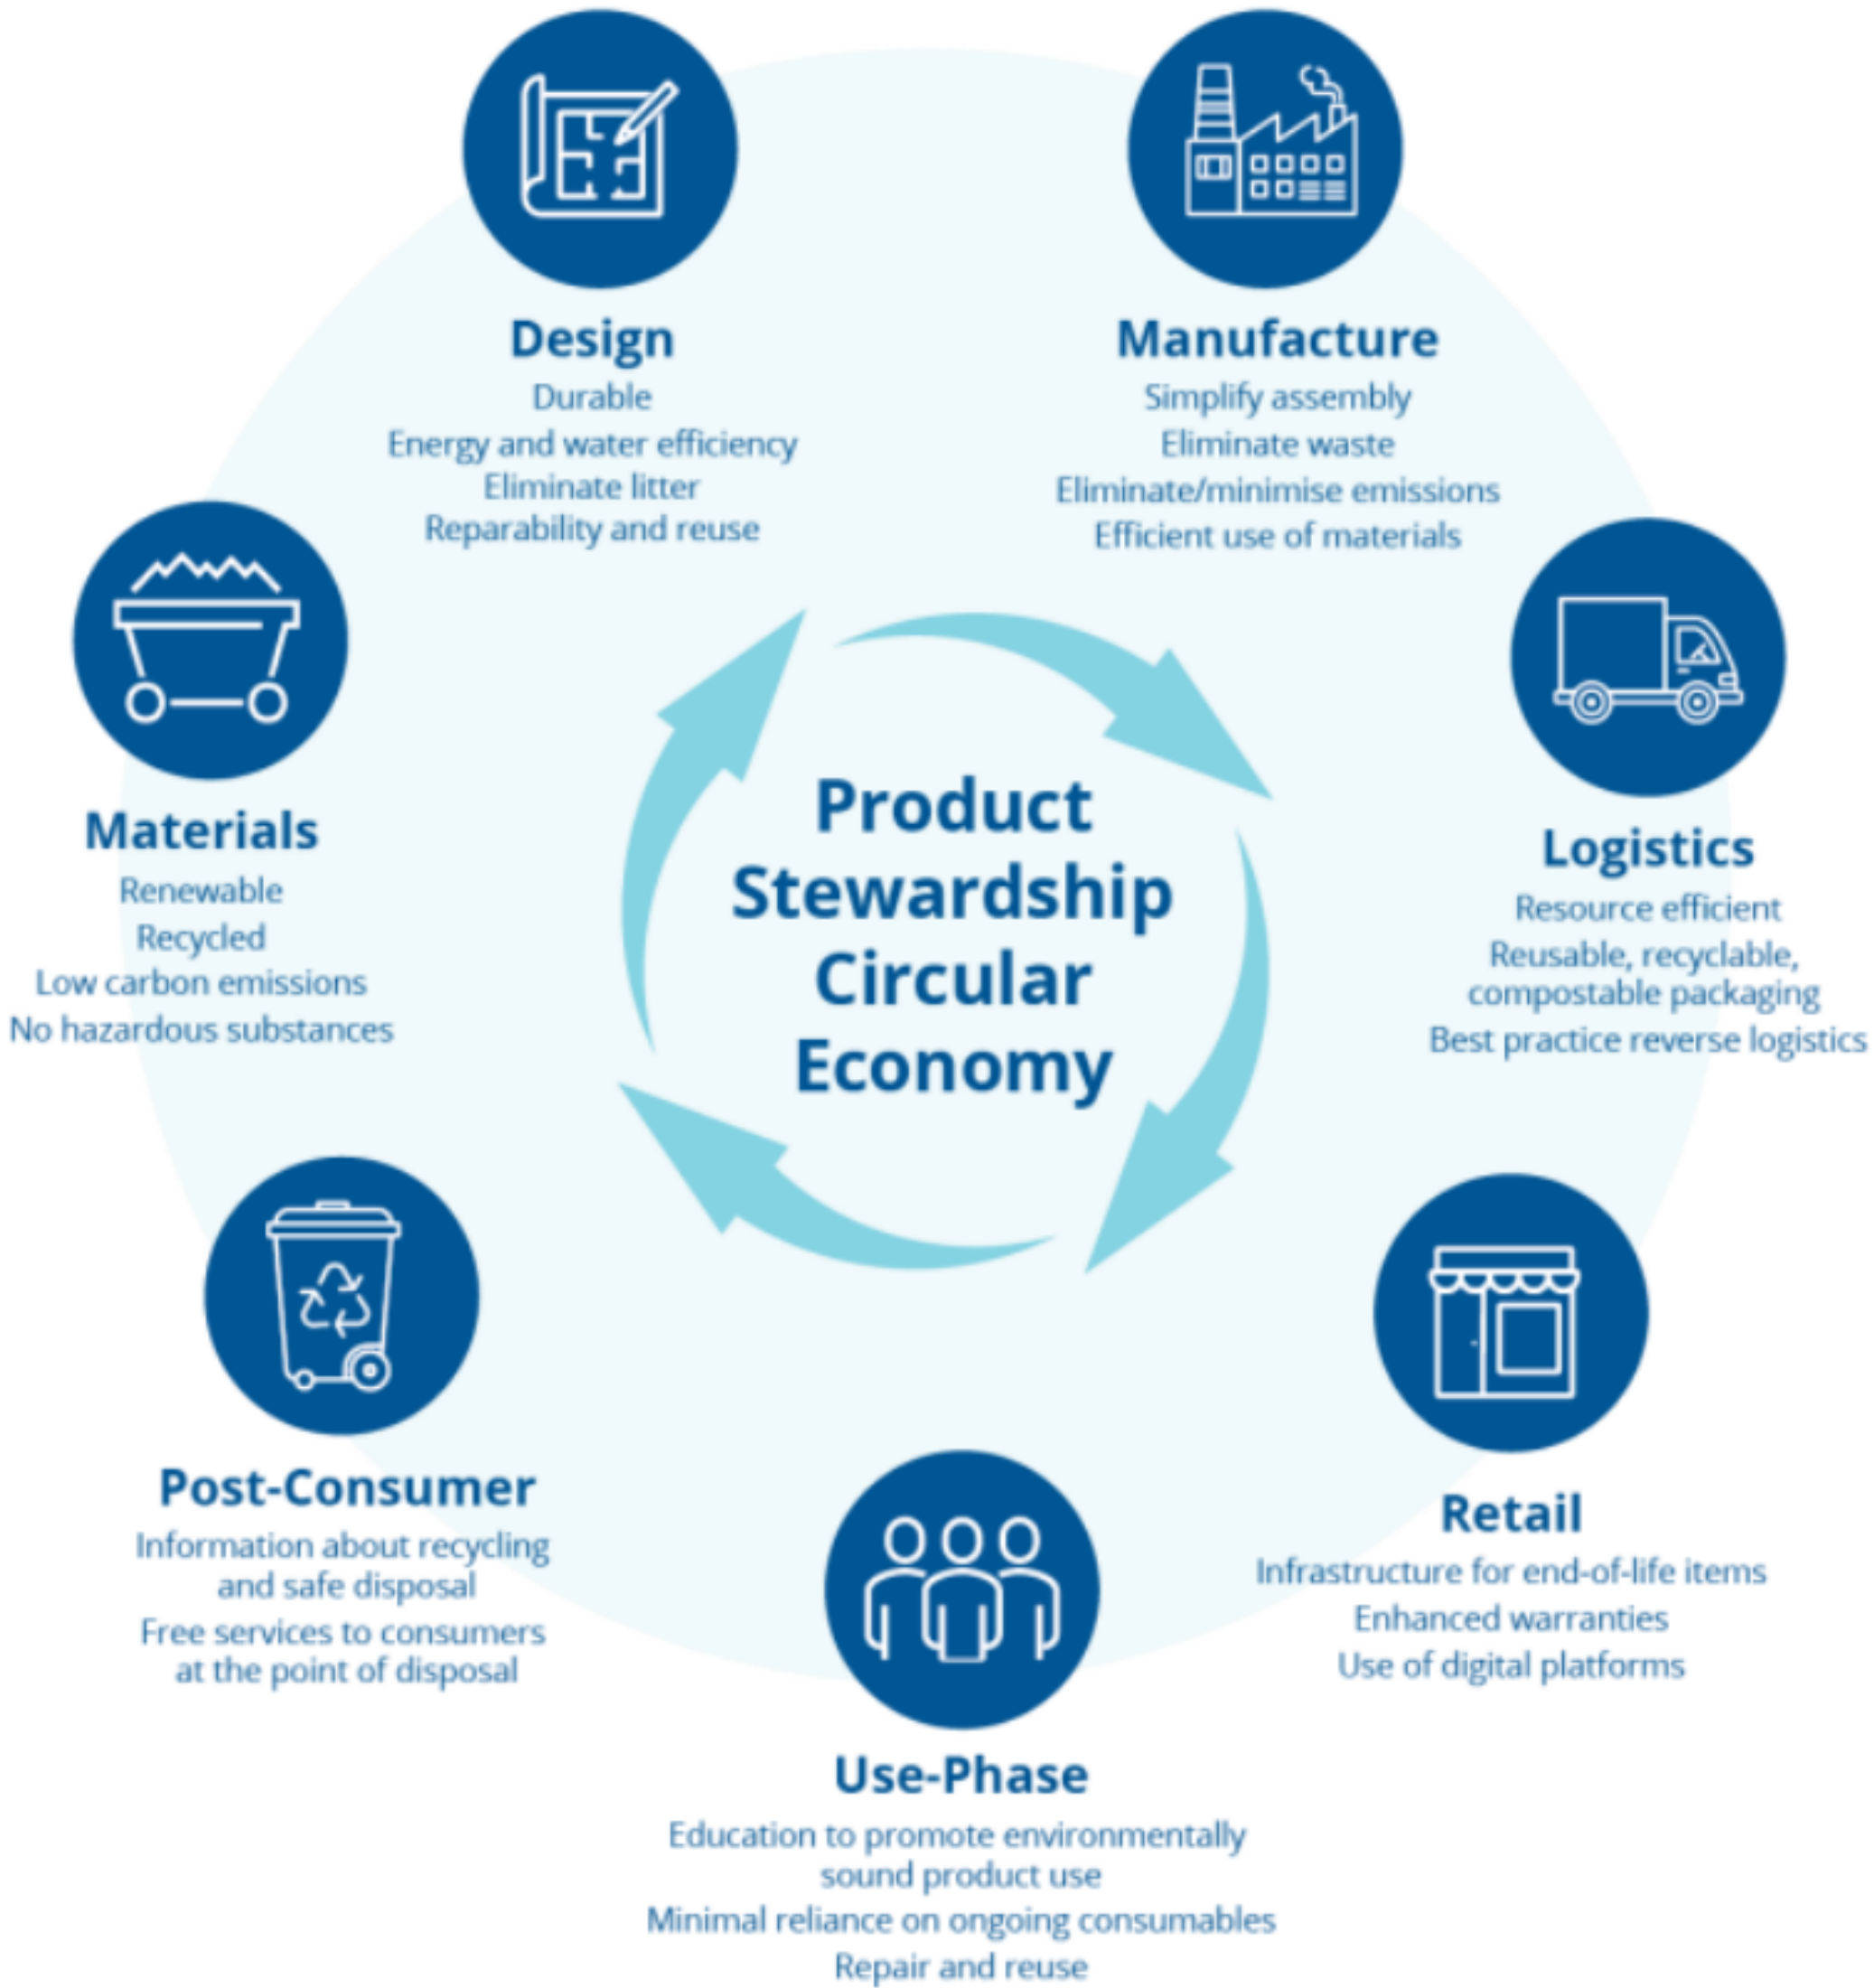 Design
Durable
Energy and water efficiency
Eliminate litter
Reparability and reuse
Manufacture
Simplify assembly
Eliminate waste
Eliminate/minimise emissions
Efficient use of materials
Materials
Renewable
Recycled
Low carbon emissions
No hazardous substances
Product
Stewardship
Circular
Economy
Logistics
Resource efficient
Reusable, recyclable,
compostable packaging
Best practice reverse logistics
Post-Consumer
Information about recycling
and safe disposal
Free services to consumers
at the point of disposal
Retail
Infrastructure for end-of-life items
Enhanced warranties
Use of digital platforms
Use-Phase
Education to promote environmentally
sound product use
Minimal reliance on ongoing consumables
Repair and reuse